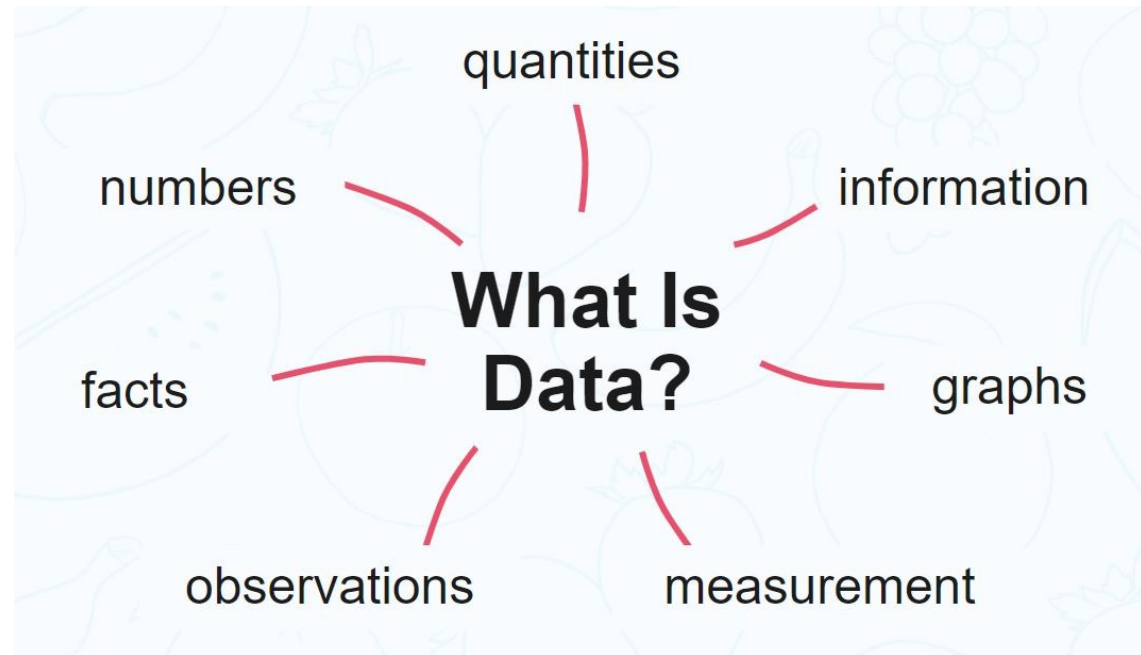 quantities
numbers
information
What Is
Data?
facts
graphs
observations
measurement